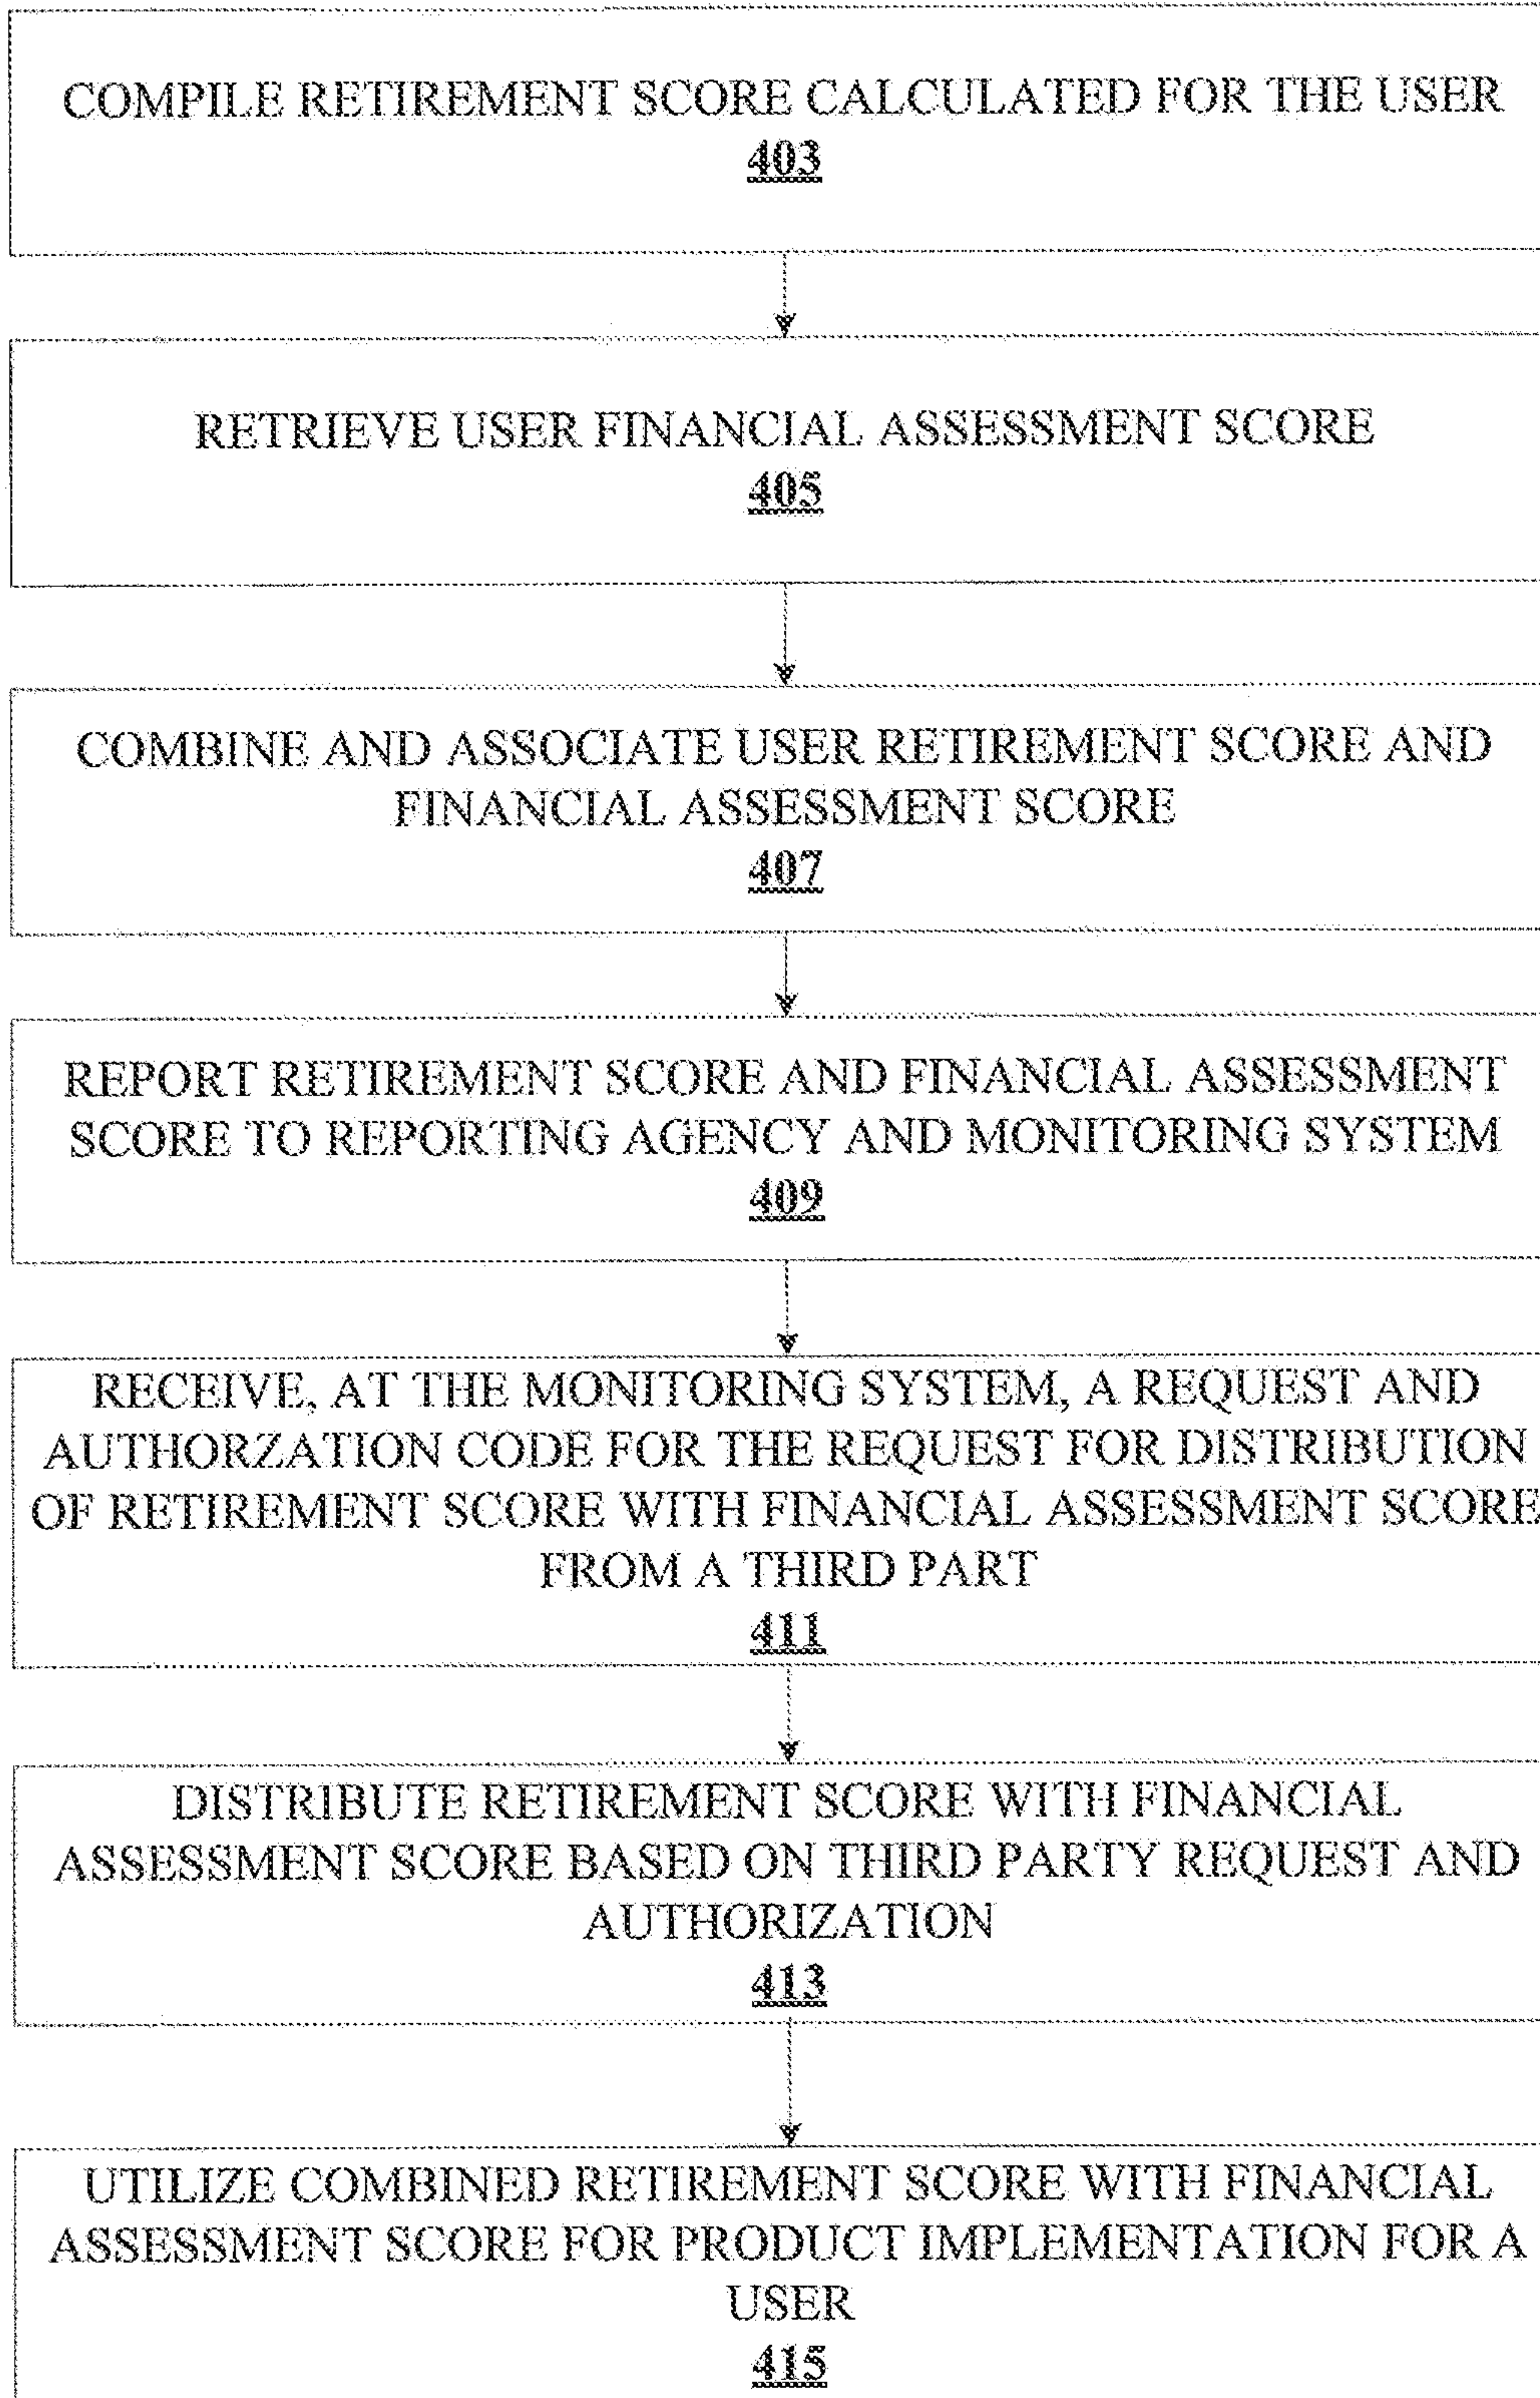 COMPILE RETIREMENT SCORE CALCULATED FOR THE USER
403
RETRIEVE USER FINANCIAL ASSESSMENT SCORE
405
COMBINE AND ASSOCIATE USER RETIREMENT SCORE AND
FINANCIAL ASSESSMENT SCORE
407
REPORT RETIREMENT SCORE AND FINANCIAL ASSESSMENT
SCORE TO REPORTING AGENCY AND MONITORING SYSTEM
409
RECEIVE, AT THE MONITORING SYSTEM, A REQUEST AND
AUTHORZATION CODE FOR THE REQUEST FOR DISTRIBUTION
OF RETIREMENT SCORE WITH FINANCIAL ASSESSMENT SCORE
FROM A THIRD PART
411
DISTRIBUTE RETIREMENT SCORE WITH FINANCIAL
ASSESSMENT SCORE BASED ON THIRD PARTY REQUEST AND
AUTHORIZATION
413
UTILIZE COMBINED RETIREMENT SCORE WITH FINANCIAL
ASSESSMENT SCORE FOR PRODUCT IMPLEMENTATION FOR A
USER
415